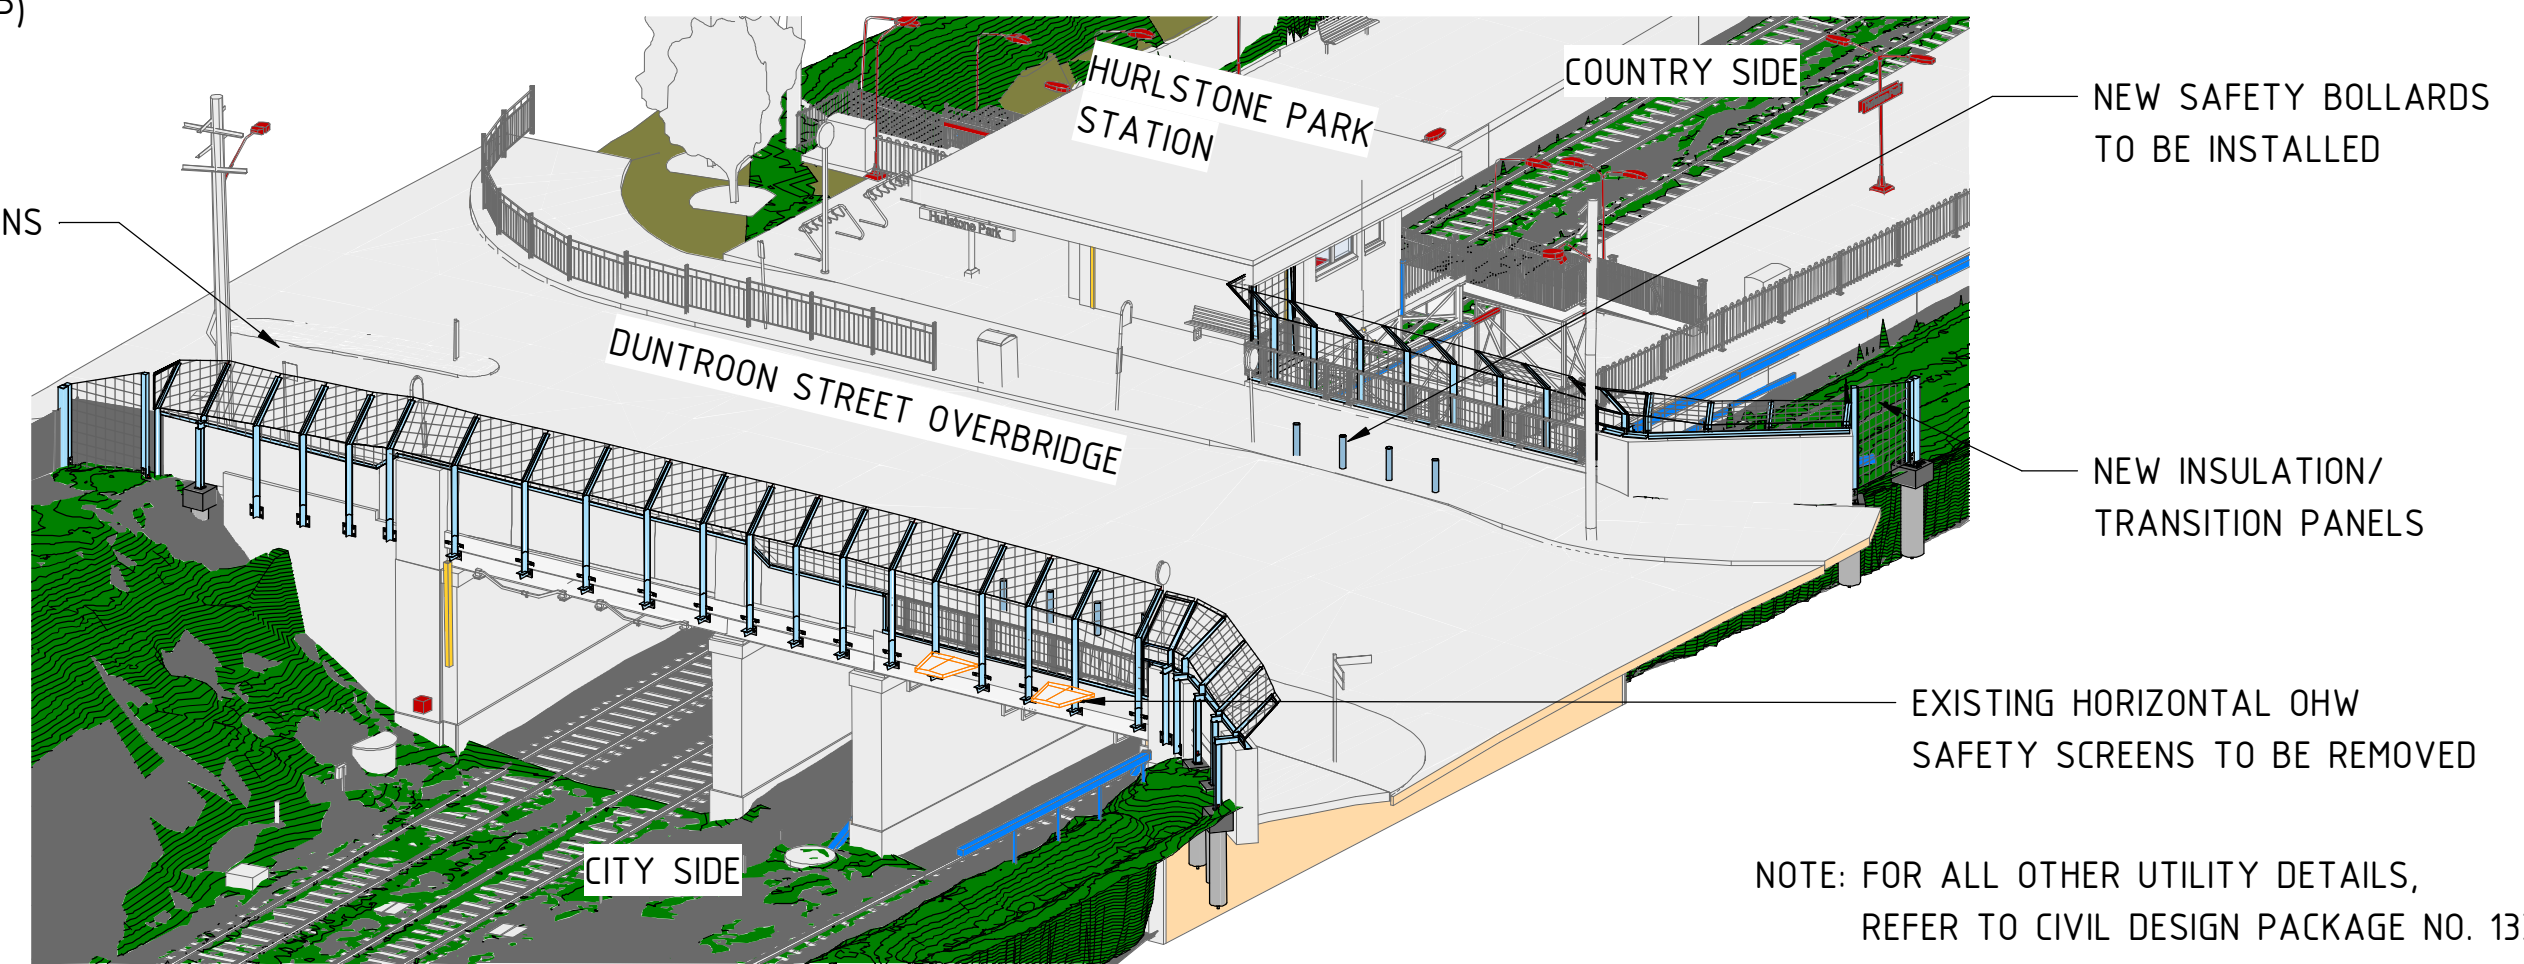 HURLSTONE PARK
STATION
COUNTRY SIDE
NEW SAFETY BOLLARDS
TO BE INSTALLED
NS
Hurlstone Park
DUNTROON STREET OVERBRIDGE
NEW INSULATION/
TRANSITION PANELS
EXISTING HORIZONTAL OHW
SAFETY SCREENS TO BE REMOVED
CITY SIDE
NOTE: FOR ALL OTHER UTILITY DETAILS,
REFER TO CIVIL DESIGN PACKAGE NO. 13